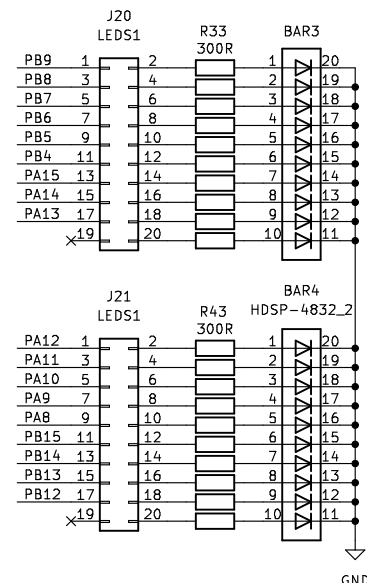 J20
LEDS1
R33
300R
BAR3
PB9 1 2 1 20
PB8 3 4 2 19
PB7 5 6 3 18
PB6 7 8 4 17
PB5 9 10 5 16
PB4 11 12 6 15
PA15 13 14 7 14
PA14 15 16 8 13
PA13 17 18 9 12
19 20 10 11
J21
LEDS1
R43
300R
BAR4
HDSP-4832_2
PA12 1 2 1 20
PA11 3 4 2 19
PA10 5 6 3 18
PA9 7 8 4 17
PA8 9 10 5 16
PB15 11 12 6 15
PB14 13 14 7 14
PB13 15 16 8 13
PB12 17 18 9 12
19 20 10 11
GND